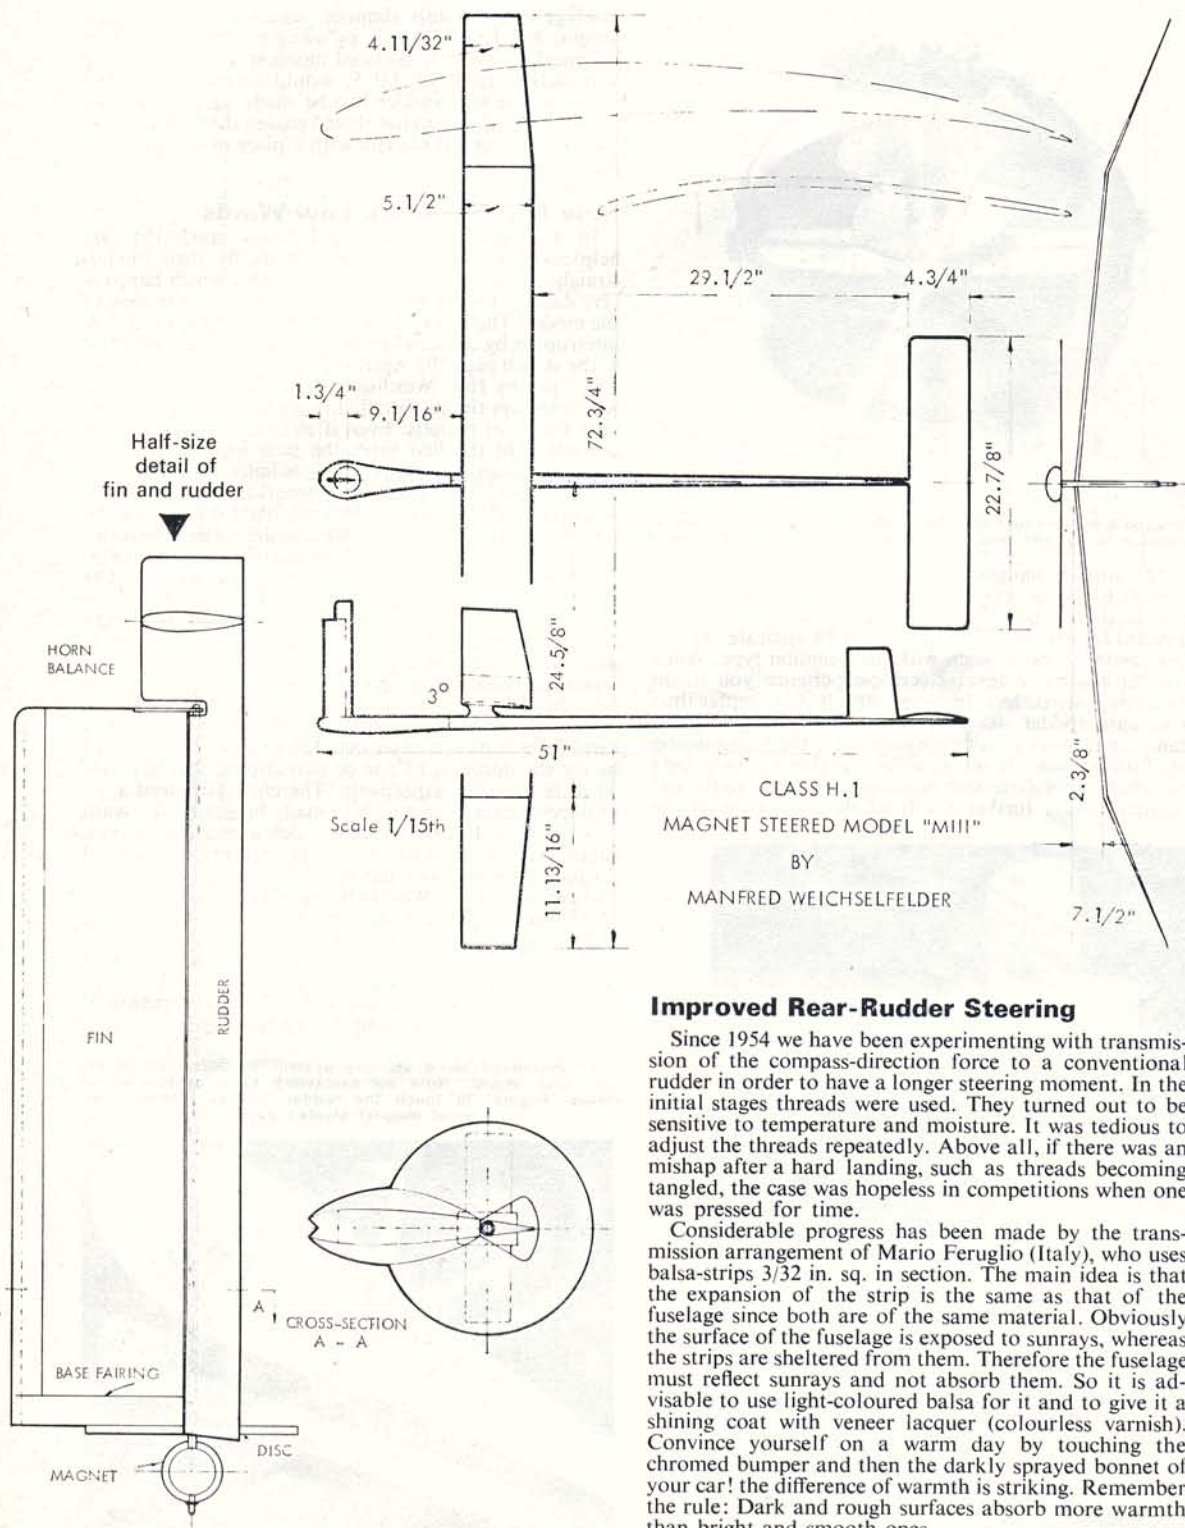 4.11/32"
5.1/2"
29.1/2"
4.3/4"
1.3/4"
9.1/16"
72.3/4"
22.7/8"
Half-size
detail of
fin and rudder
HORN
BALANCE
3°
24.5/8"
51"
Scale 1/15th
11.13/16"
2.3/8"
7.1/2"
CLASS H.1
MAGNET STEERED MODEL "MIII"
BY
MANFRED WEICHSELFELDER
FIN
RUDDER
A
CROSS-SECTION
A - A
BASE FAIRING
DISC
MAGNET
Improved Rear-Rudder Steering
Since 1954 we have been experimenting with transmis-
sion of the compass-direction force to a conventional
rudder in order to have a longer steering moment. In the
initial stages threads were used. They turned out to be
sensitive to temperature and moisture. It was tedious to
adjust the threads repeatedly. Above all, if there was an
mishap after a hard landing, such as threads becoming
tangled, the case was hopeless in competitions when one
was pressed for time.
Considerable progress has been made by the trans-
mission arrangement of Mario Feruglio (Italy), who uses
balsa-strips 3/32 in. sq. in section. The main idea is that
the expansion of the strip is the same as that of the
fuselage since both are of the same material. Obviously
the surface of the fuselage is exposed to sunrays, whereas
the strips are sheltered from them. Therefore the fuselage
must reflect sunrays and not absorb them. So it is ad-
visable to use light-coloured balsa for it and to give it a
shining coat with veneer lacquer (colourless varnish).
Convince yourself on a warm day by touching the
chromed bumper and then the darkly sprayed bonnet of
your car! the difference of warmth is striking. Remember
the rule: Dark and rough surfaces absorb more warmth
than bright and smooth ones.